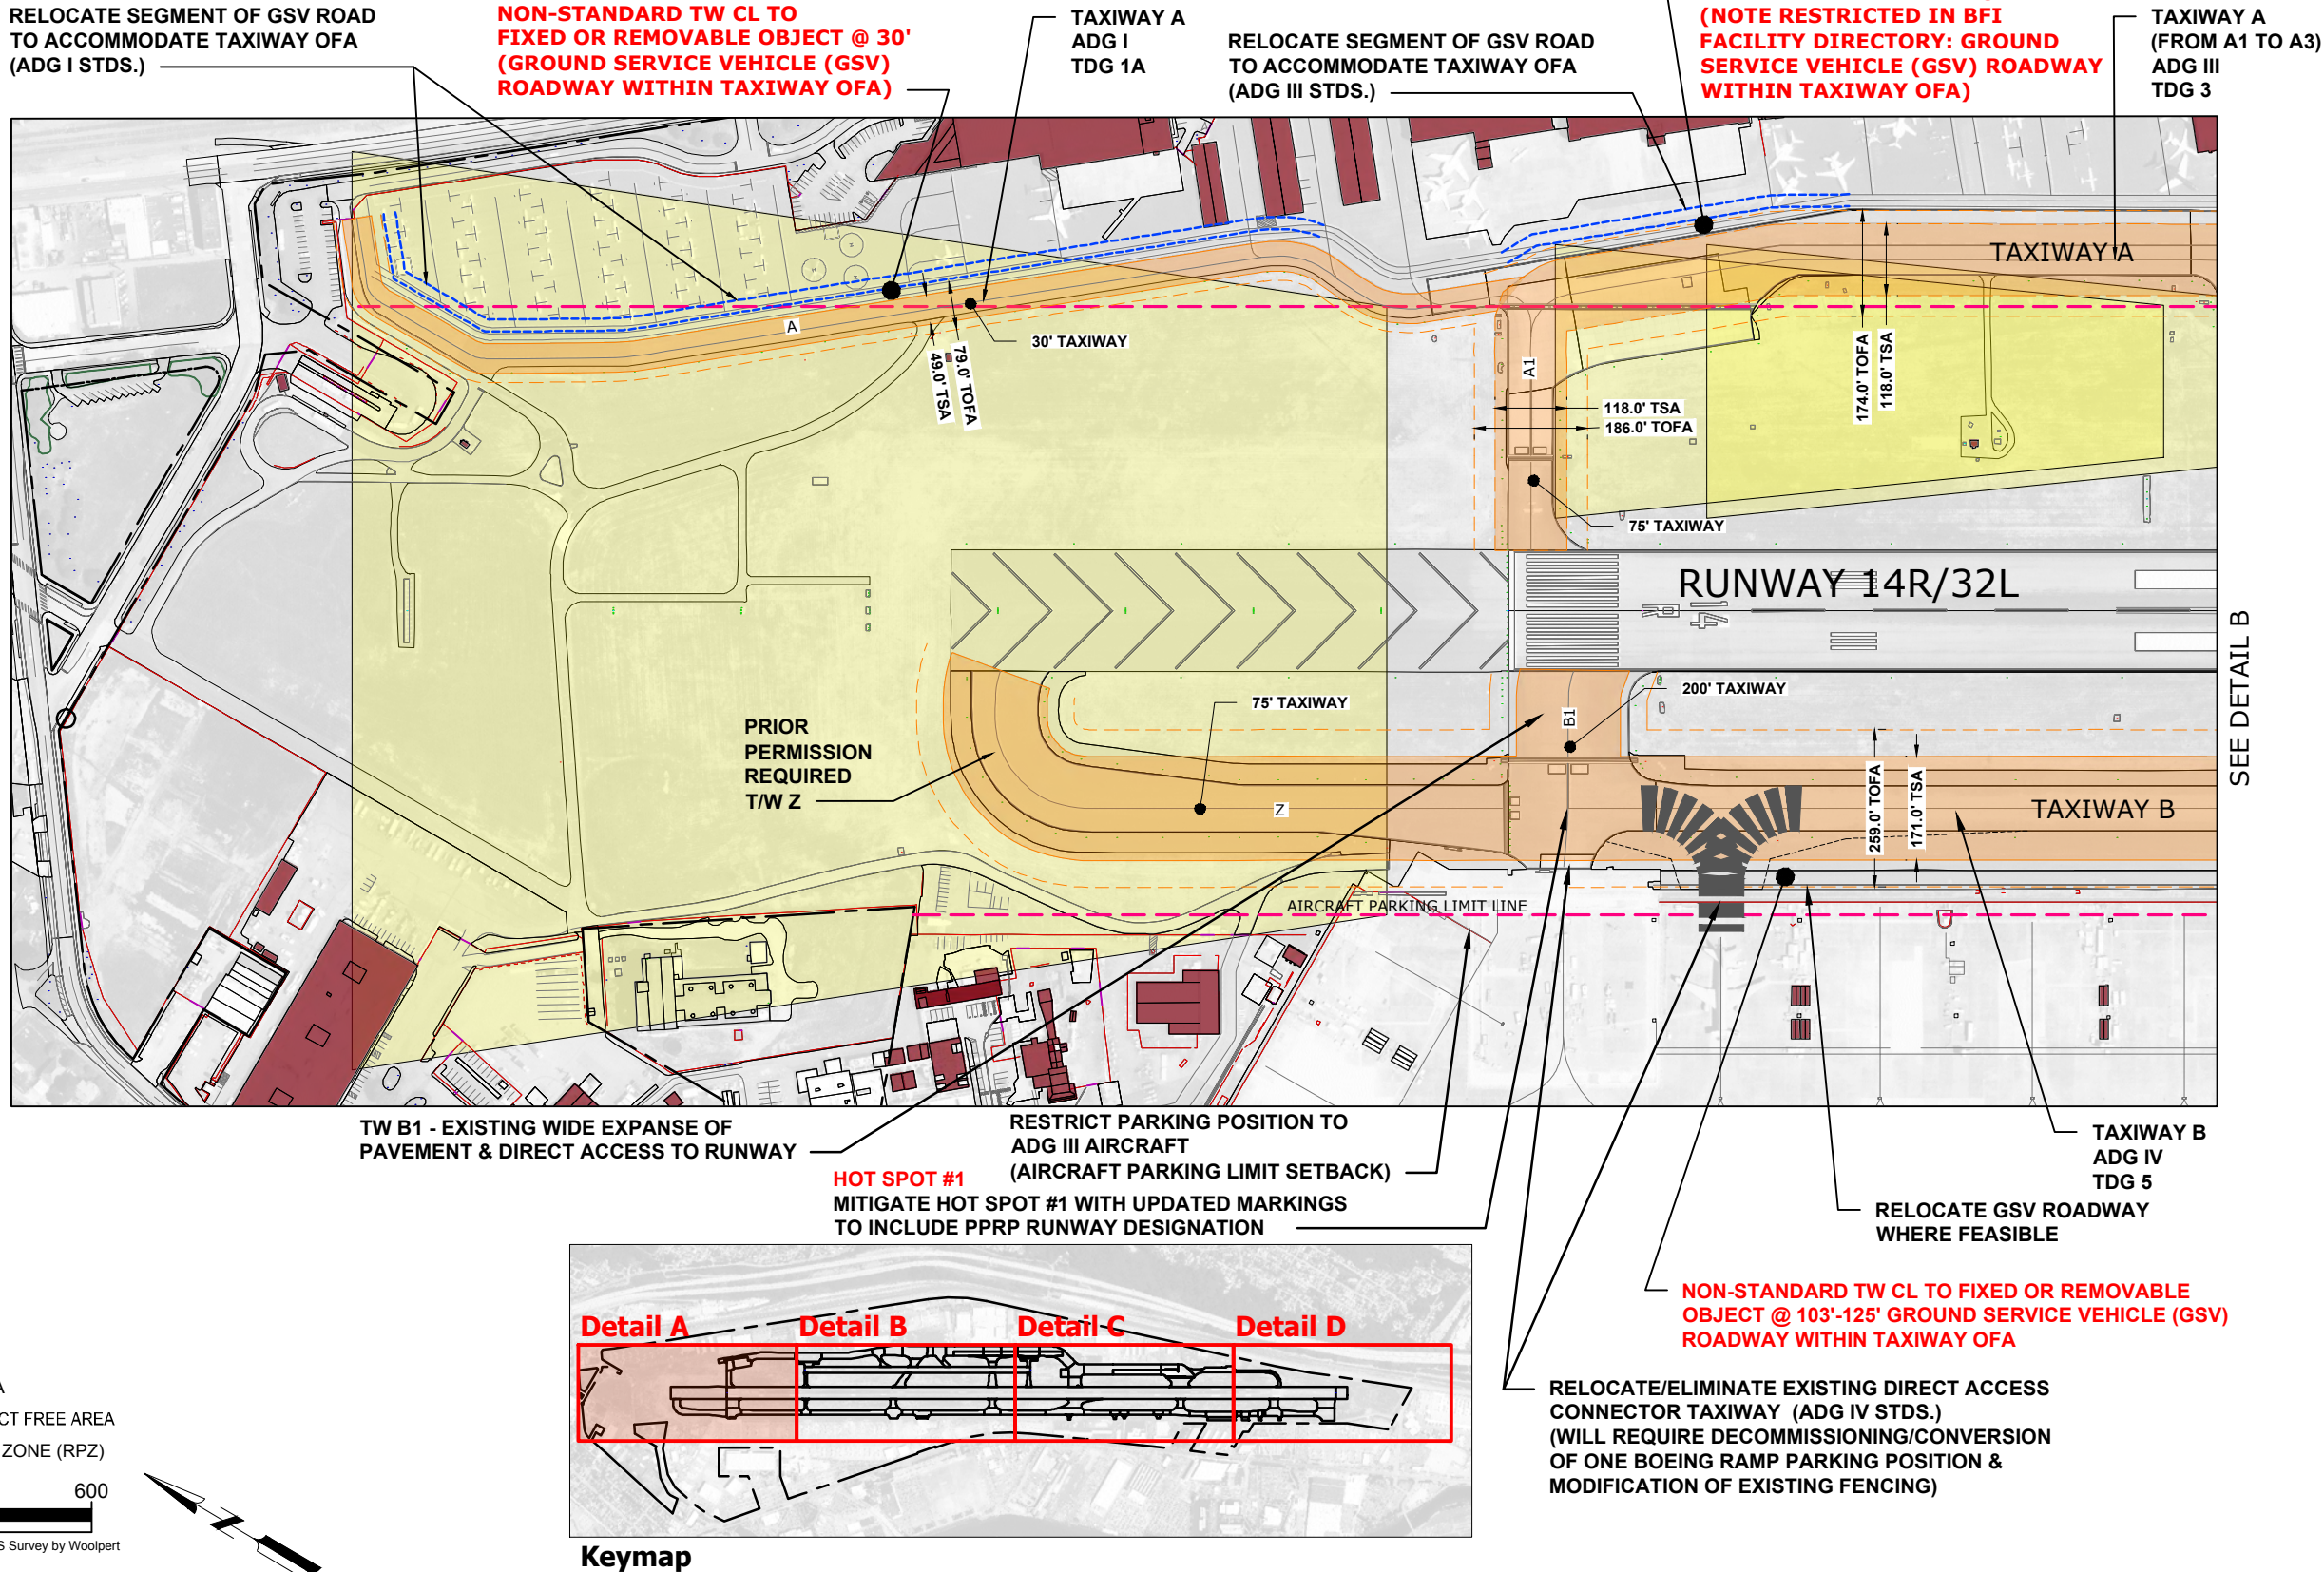 RELOCATE SEGMENT OF GSV ROAD
TO ACCOMMODATE TAXIWAY OFA
(ADG I STDS.)
NON-STANDARD TW CL TO
FIXED OR REMOVABLE OBJECT @ 30'
(GROUND SERVICE VEHICLE (GSV)
ROADWAY WITHIN TAXIWAY OFA)
TAXIWAY A
ADG I
TDG 1A
RELOCATE SEGMENT OF GSV ROAD
TO ACCOMMODATE TAXIWAY OFA
(ADG III STDS.)
(NOTE RESTRICTED IN BFI
FACILITY DIRECTORY: GROUND
SERVICE VEHICLE (GSV) ROADWAY
WITHIN TAXIWAY OFA)
TAXIWAY A
(FROM A1 TO A3)
ADG III
TDG 3
TAXIWAY A
A
30' TAXIWAY
49.0' TSA
79.0' TOFA
A1
118.0' TSA
186.0' TOFA
174.0' TOFA
118.0' TSA
75' TAXIWAY
RUNWAY 14R/32L
14
R
SEE DETAIL B
200' TAXIWAY
75' TAXIWAY
B1
PRIOR
PERMISSION
REQUIRED
T/W Z
Z
259.0' TOFA
171.0' TSA
TAXIWAY B
AIRCRAFT PARKING LIMIT LINE
TW B1 - EXISTING WIDE EXPANSE OF
PAVEMENT & DIRECT ACCESS TO RUNWAY
RESTRICT PARKING POSITION TO
ADG III AIRCRAFT
(AIRCRAFT PARKING LIMIT SETBACK)
HOT SPOT #1
MITIGATE HOT SPOT #1 WITH UPDATED MARKINGS
TO INCLUDE PPRP RUNWAY DESIGNATION
TAXIWAY B
ADG IV
TDG 5
RELOCATE GSV ROADWAY
WHERE FEASIBLE
NON-STANDARD TW CL TO FIXED OR REMOVABLE
OBJECT @ 103'-125' GROUND SERVICE VEHICLE (GSV)
ROADWAY WITHIN TAXIWAY OFA
RELOCATE/ELIMINATE EXISTING DIRECT ACCESS
CONNECTOR TAXIWAY (ADG IV STDS.)
(WILL REQUIRE DECOMMISSIONING/CONVERSION
OF ONE BOEING RAMP PARKING POSITION &
MODIFICATION OF EXISTING FENCING)
Detail A
Detail B
Detail C
Detail D
Keymap
CT FREE AREA
ZONE (RPZ)
600
S Survey by Woolpert
N